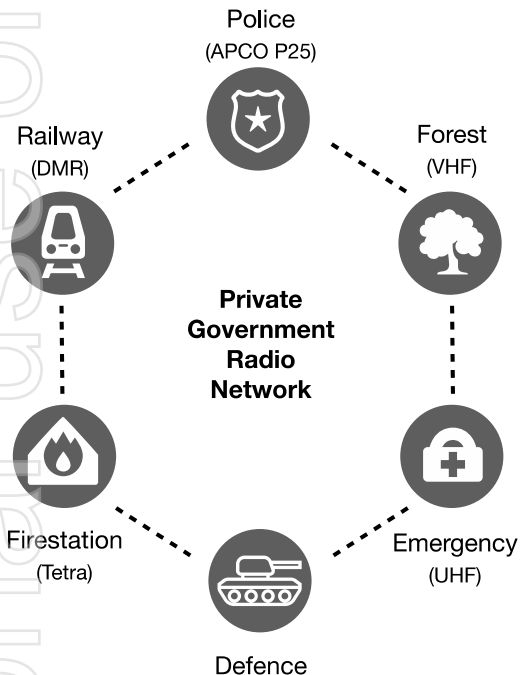 Police
(APCO P25)
Railway
(DMR)
Forest
(VHF)
Private
Government
Radio
Network
Firestation
(Tetra)
Emergency
(UHF)
Defence